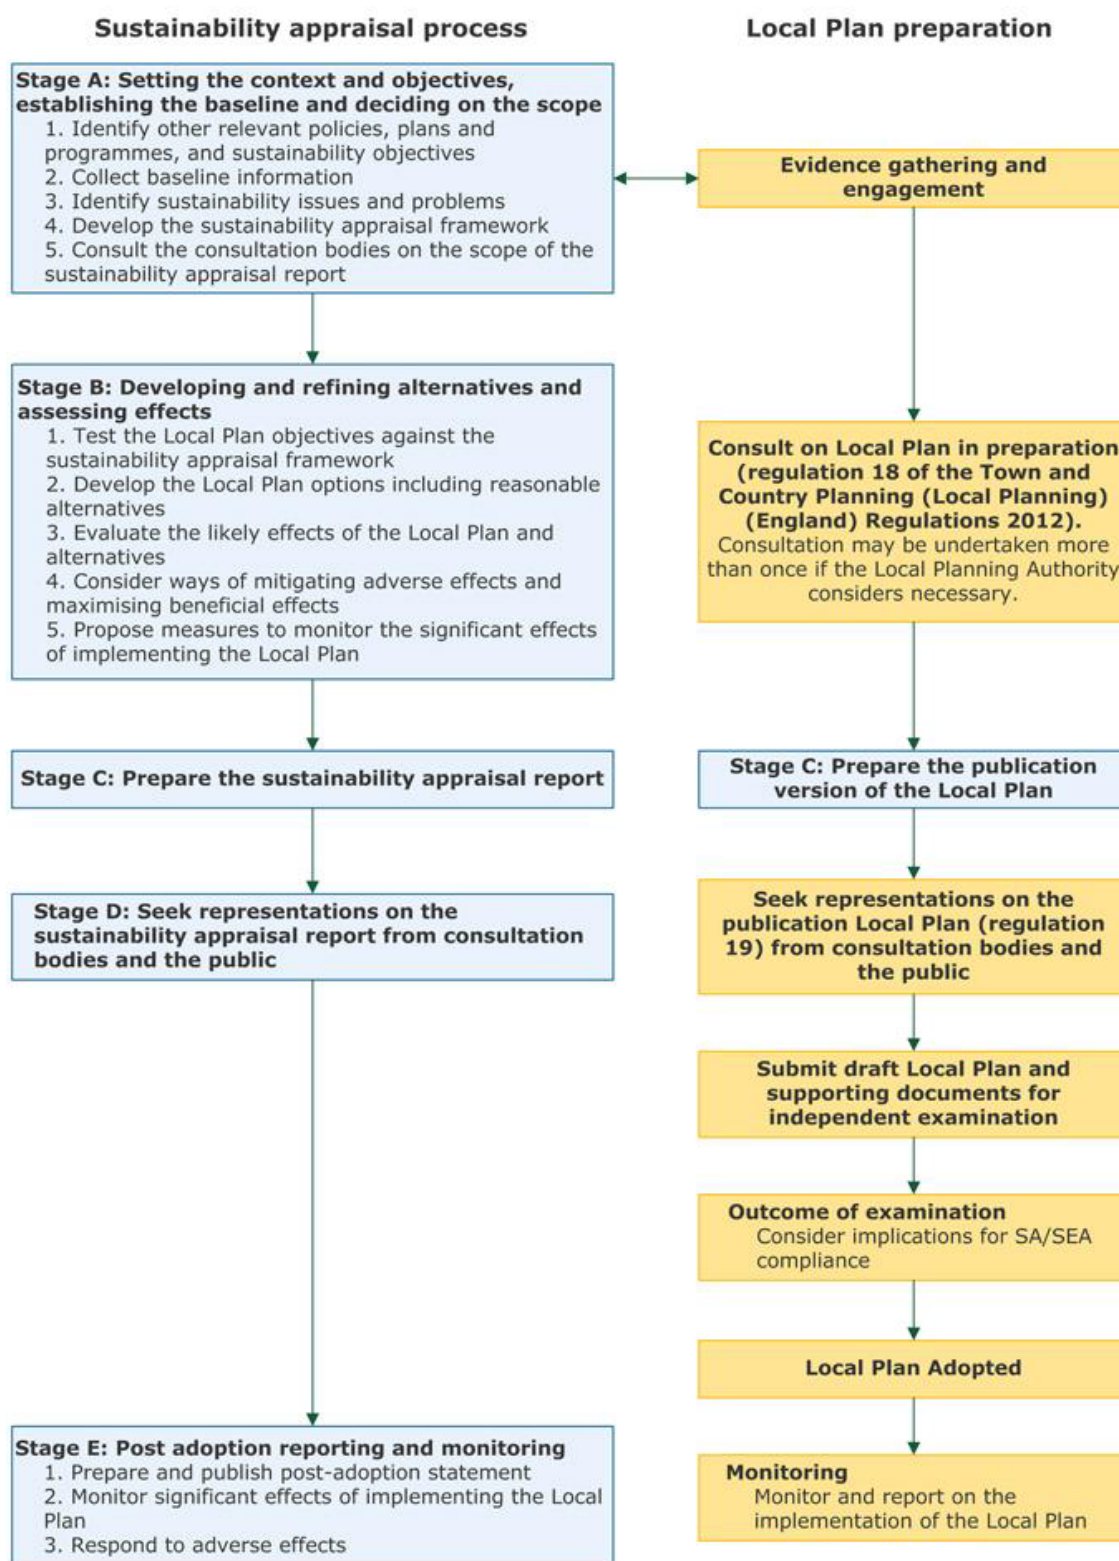 Sustainability appraisal process
Local Plan preparation
Stage A: Setting the context and objectives,
establishing the baseline and deciding on the scope
1. Identify other relevant policies, plans and
programmes, and sustainability objectives
2. Collect baseline information
3. Identify sustainability issues and problems
4. Develop the sustainability appraisal framework
5. Consult the consultation bodies on the scope of the
sustainability appraisal report
Evidence gathering and
engagement
Stage B: Developing and refining alternatives and
assessing effects
1. Test the Local Plan objectives against the
sustainability appraisal framework
2. Develop the Local Plan options including reasonable
alternatives
3. Evaluate the likely effects of the Local Plan and
alternatives
4. Consider ways of mitigating adverse effects and
maximising beneficial effects
5. Propose measures to monitor the significant effects
of implementing the Local Plan
Consult on Local Plan in preparation
(regulation 18 of the Town and
Country Planning (Local Planning)
(England) Regulations 2012).
Consultation may be undertaken more
than once if the Local Planning Authority
considers necessary.
Stage C: Prepare the sustainability appraisal report
Stage C: Prepare the publication
version of the Local Plan
Stage D: Seek representations on the
sustainability appraisal report from consultation
bodies and the public
Seek representations on the
publication Local Plan (regulation
19) from consultation bodies and
the public
Submit draft Local Plan and
supporting documents for
independent examination
Outcome of examination
Consider implications for SA/SEA
compliance
Local Plan Adopted
Stage E: Post adoption reporting and monitoring
1. Prepare and publish post-adoption statement
2. Monitor significant effects of implementing the Local
Plan
3. Respond to adverse effects
Monitoring
Monitor and report on the
implementation of the Local Plan